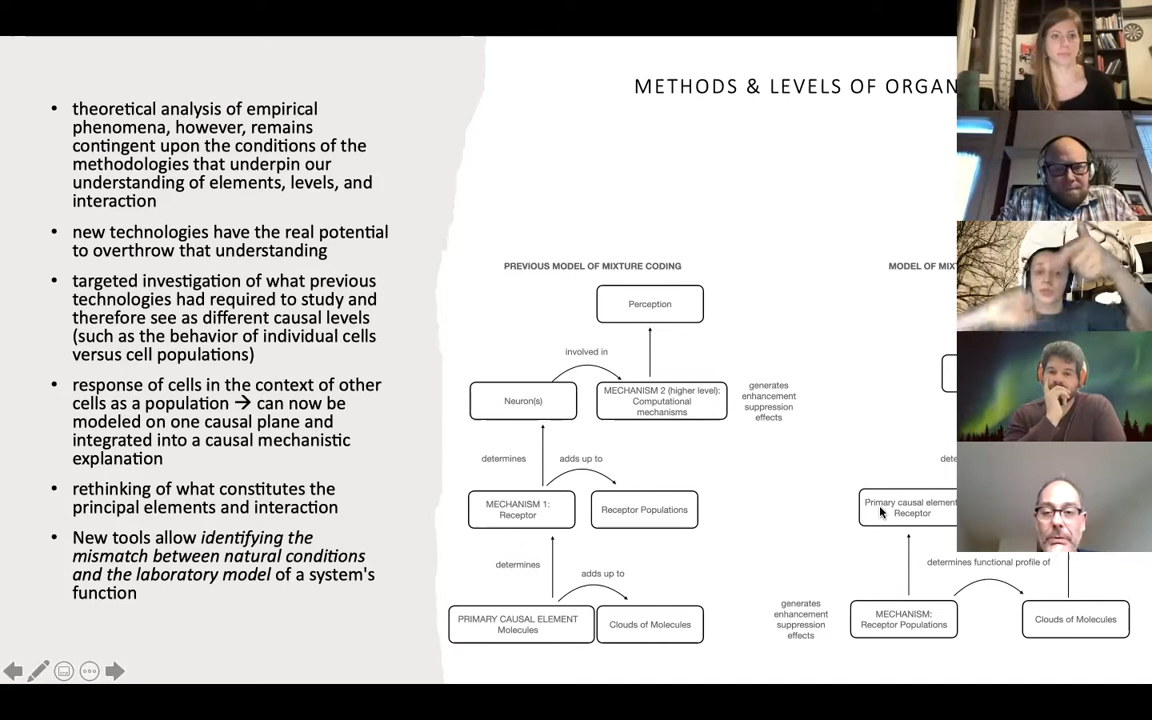 METHODS & LEVELS OF ORGAN
• theoretical analysis of empirical
phenomena, however, remains
contingent upon the conditions of the
methodologies that underpin our
understanding of elements, levels, and
interaction
• new technologies have the real potential
to overthrow that understanding
• targeted investigation of what previous
technologies had required to study and
therefore see as different causal levels
(such as the behavior of individual cells
versus cell populations)
• response of cells in the context of other
cells as a population → can now be
modeled on one causal plane and
integrated into a causal mechanistic
explanation
• rethinking of what constitutes the
principal elements and interaction
• New tools allow identifying the
mismatch between natural conditions
and the laboratory model of a system's
function
PREVIOUS MODEL OF MIXTURE CODING
Perception
involved in
Neuron(s)
MECHANISM 2 (higher level):
Computational
mechanisms
generates
enhancement
suppression
effects
determines
adds up to
MECHANISM 1:
Receptor
Receptor Populations
determines
adds up to
PRIMARY CAUSAL ELEMENT
Molecules
Clouds of Molecules
MODEL OF MIX
dete
Primary causal element
Receptor
determines functional profile of
generates
enhancement
suppression
effects
MECHANISM:
Receptor Populations
Clouds of Molecules